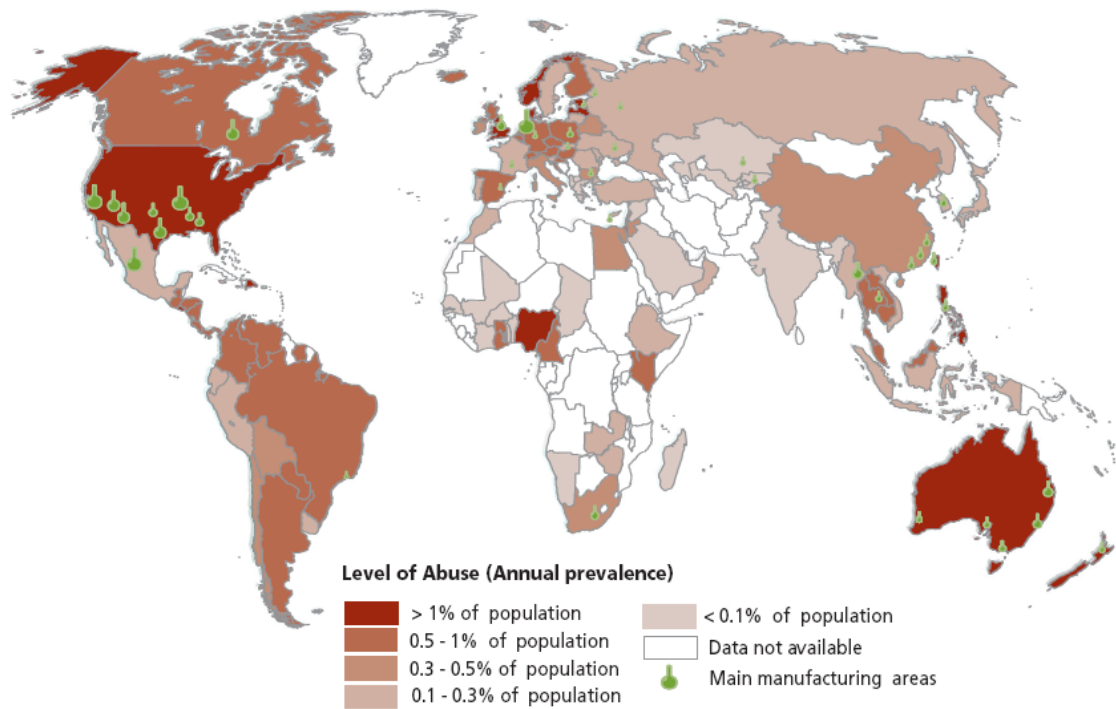 Level of Abuse (Annual prevalence)
> 1% of population
0.5 - 1% of population
0.3 - 0.5% of population
0.1 - 0.3% of population
< 0.1% of population
Data not available
Main manufacturing areas